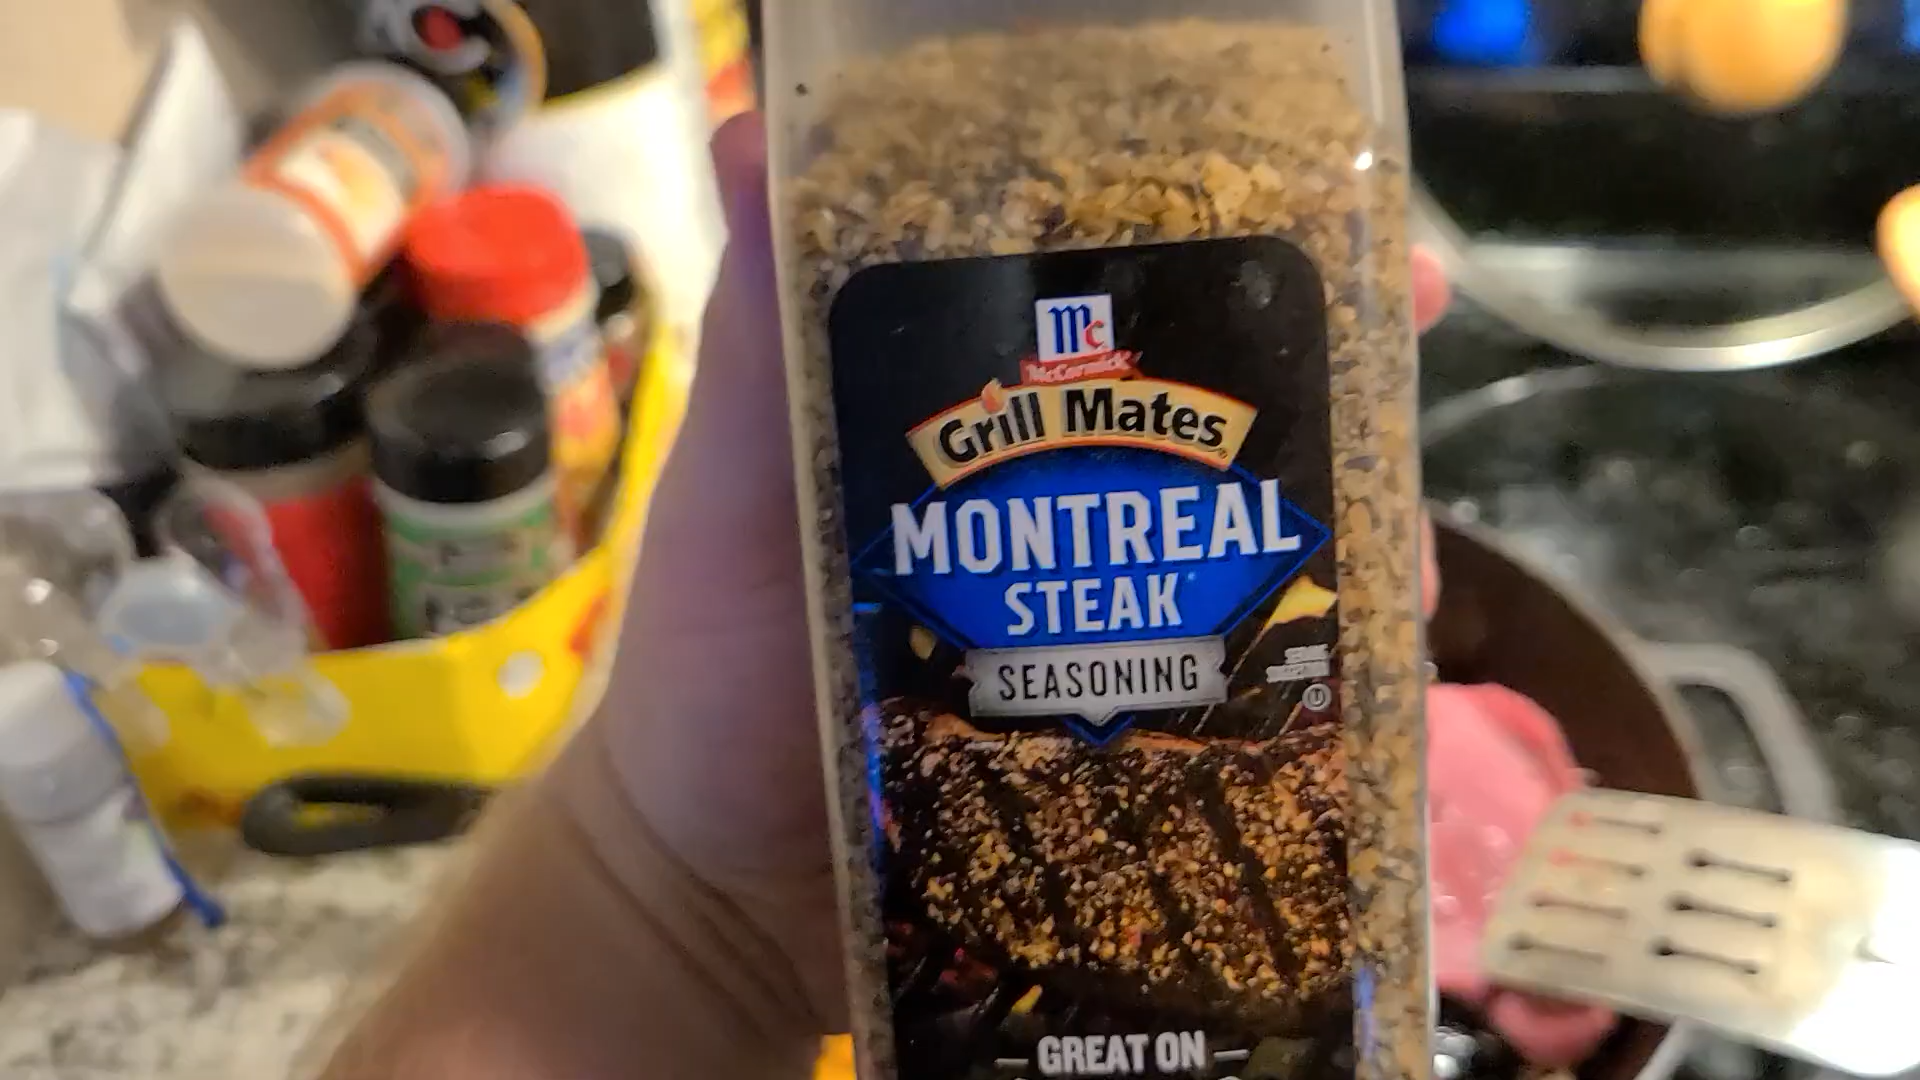 Mc
McCormick
Grill Mates
MONTREAL
STEAK
SEASONING
GREAT ON